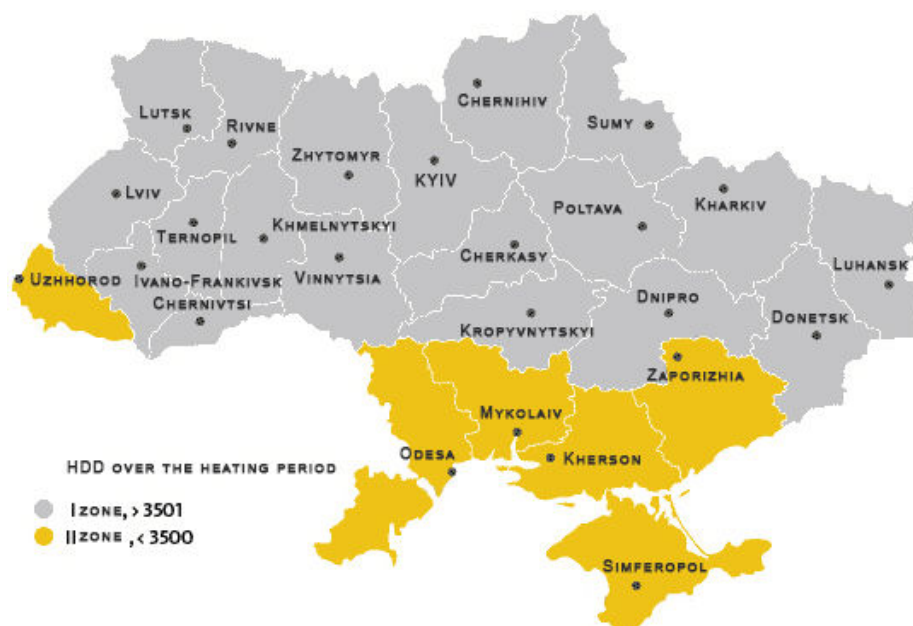 CHERNIHIV
LUTSK
RIVNE
SUMY
ZHYTOMYR
KYIV
LVIV
KHARKIV
POLTAVA
KHMELNYTSKYI
TERNOPIL
CHERKASY
LUHANSK
UZHHOROD
IVANO-FRANKIVSK
VINNYTSIA
CHERNIVTSI
DNIPRO
DONETSK
KROPYVNYTSKYI
ZAPORIZHIA
MYKOLAIV
ODESA
KHERSON
HDD OVER THE HEATING PERIOD
I ZONE, > 3501
II ZONE , < 3500
SIMFEROPOL